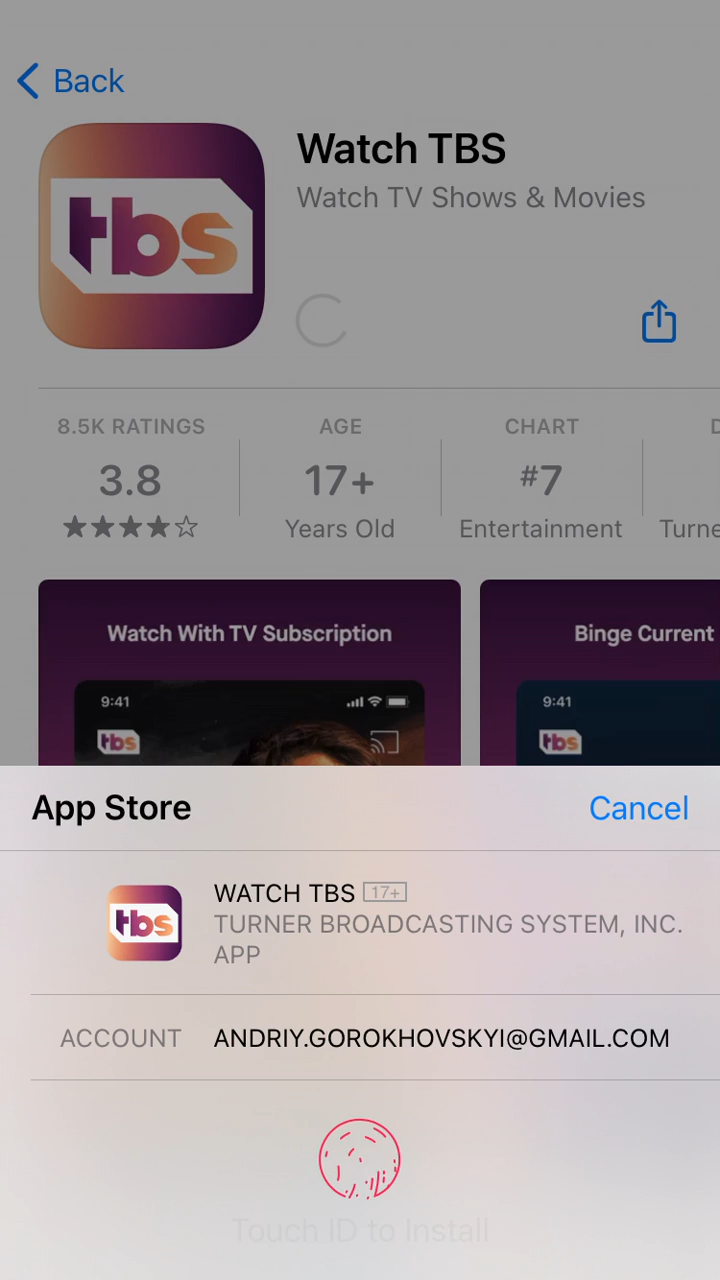 Back
Watch TBS
Watch TV Shows & Movies
tbs
8.5K RATINGS
AGE
CHART
D
3.8
17+
#7
Years Old
Entertainment
Turne
Watch With TV Subscription
Binge Current
9:41
9:41
tbs
tbs
App Store
Cancel
WATCH TBS 17+
TURNER BROADCASTING SYSTEM, INC.
APP
tbs
ACCOUNT
ANDRIY.GOROKHOVSKYI@GMAIL.COM
Touch ID to Install